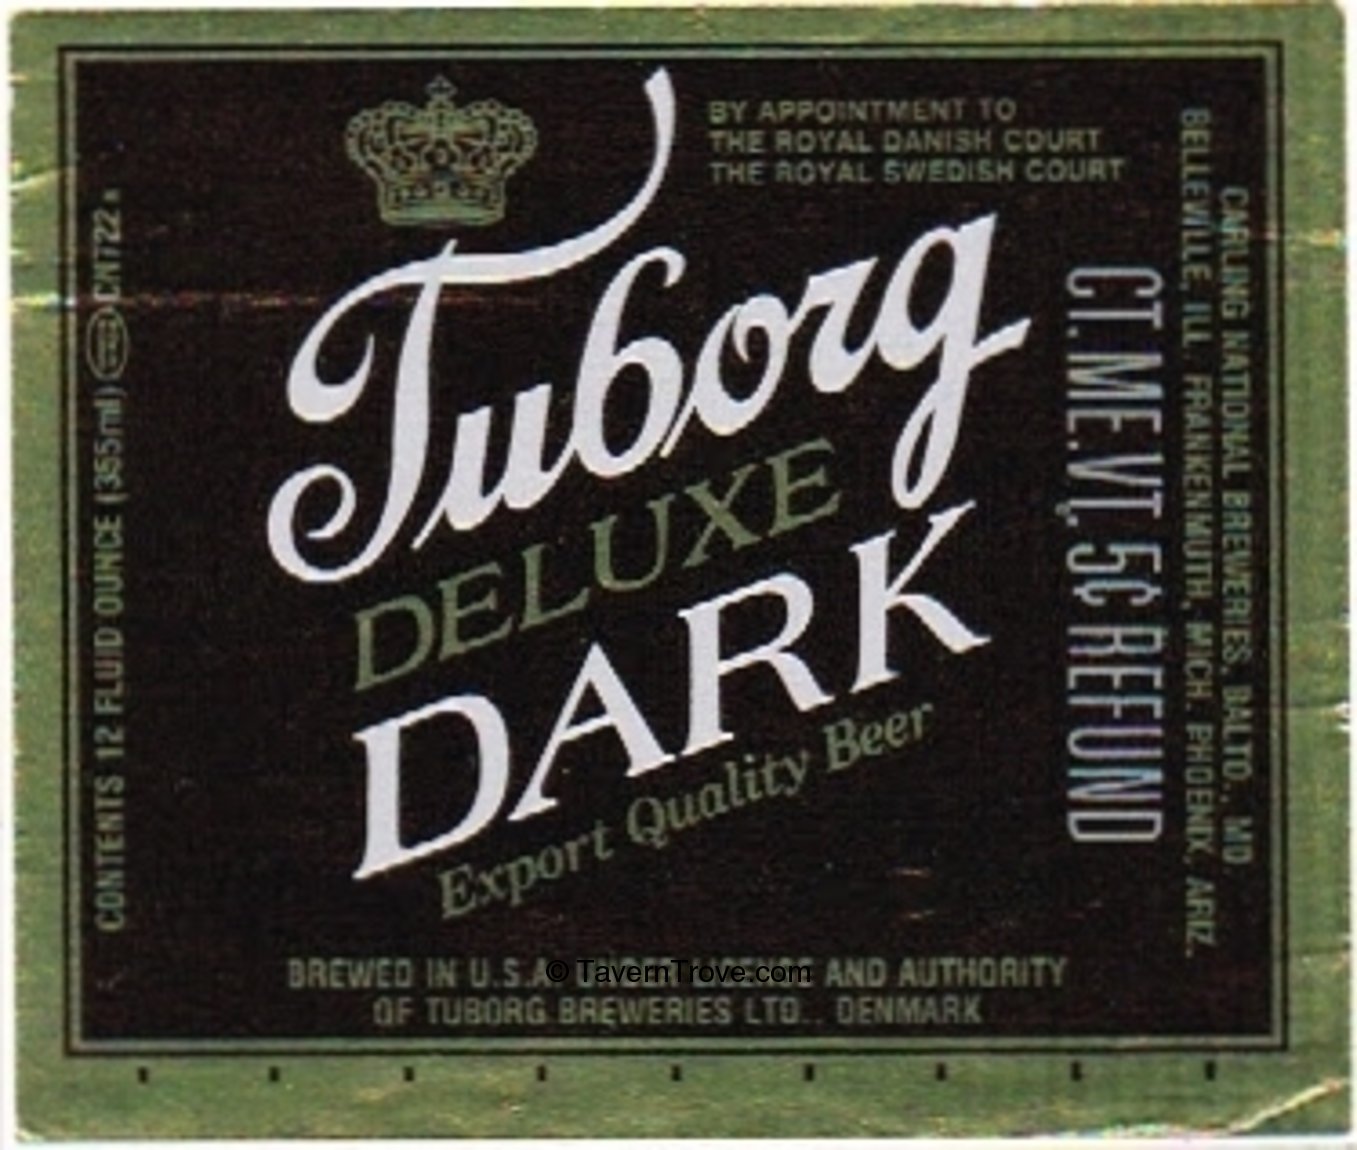 BY APPOINTMENT TO
THE ROYAL DANISH COURT
THE ROYAL SWEDISH COURT
Tuborg
DELUXE
DARK
Export Quality Beer
BREWED IN U.S.A. AND AUTHORITY
OF TUBORG BREWERIES LTD., DENMARK
© TavernTrove.com
CONTENTS 12 FLUID OUNCE (355ml) CN722
CT. ME. VT. 5¢ REFUND
CARLING NATIONAL BREWERIES, BALTO., MD.
BELLEVILLE, ILL. FRANKENMUTH, MICH. PHOENIX, ARIZ.